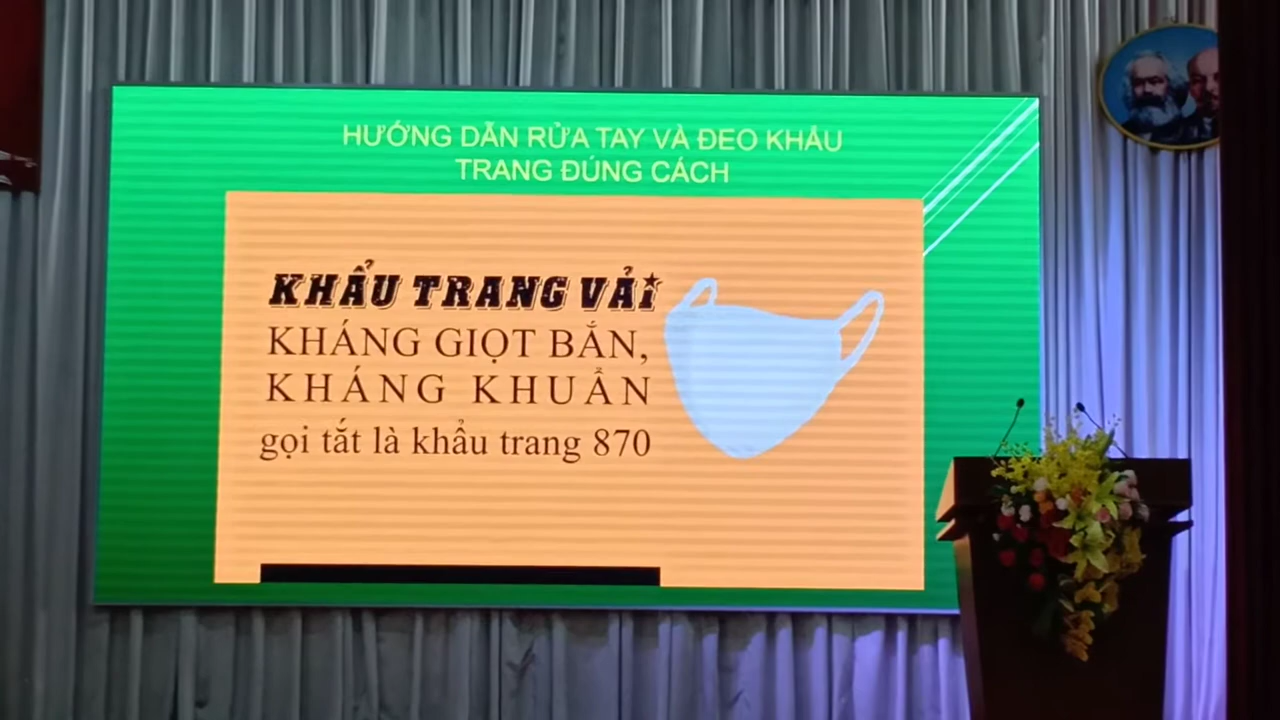 HƯỚNG DẪN RỬA TAY VÀ ĐEO KHẨU
TRANG ĐÚNG CÁCH
KHẨU TRANG VẢI
KHÁNG GIỌT BẮN,
KHÁNG KHUẨN
gọi tắt là khẩu trang 870